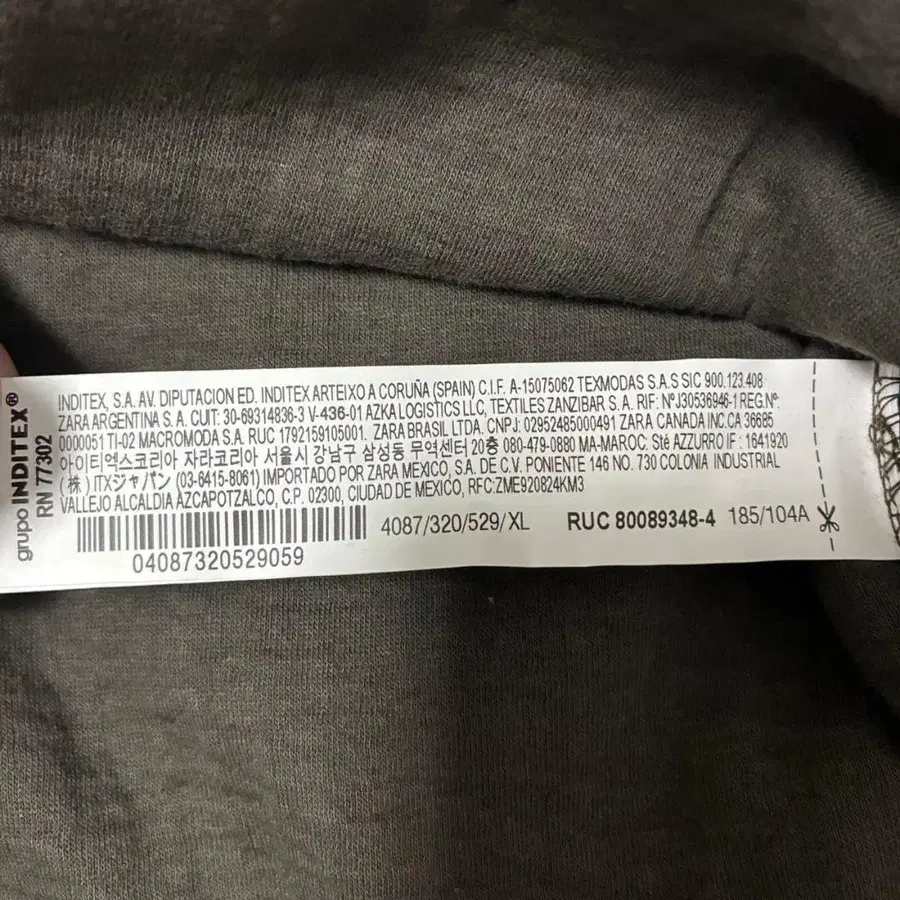 grupo INDITEX®
RN 77302
INDITEX, S.A. AV. DIPUTACION ED. INDITEX ARTEIXO A CORUÑA (SPAIN) C.I.F. A-15075062 TEXMODAS S.A.S SIC 900.123.408
ZARA ARGENTINA S.A. CUIT: 30-69314836-3 V-436-01 AZKA LOGISTICS LLC, TEXTILES ZANZIBAR S.A. RIF: NºJ30536946-1 REG.Nº:
0000051 TI-02 MACROMODA S.A. RUC 1792159105001. ZARA BRASIL LTDA. CNPJ: 02952485000491 ZARA CANADA INC.CA 36685
아이티엑스코리아 자라코리아 서울시 강남구 삼성동 무역센터 20층 080-479-0880 MA-MAROC. Sté AZZURRO IF : 1641920
(株) ITXジャパン (03-6415-8061) IMPORTADO POR ZARA MEXICO, S.A. DE C.V. PONIENTE 146 NO. 730 COLONIA INDUSTRIAL
VALLEJO ALCALDIA AZCAPOTZALCO, C.P. 02300, CIUDAD DE MEXICO, RFC:ZME920824KM3
4087/320/529/XL RUC 80089348-4 185/104A
04087320529059